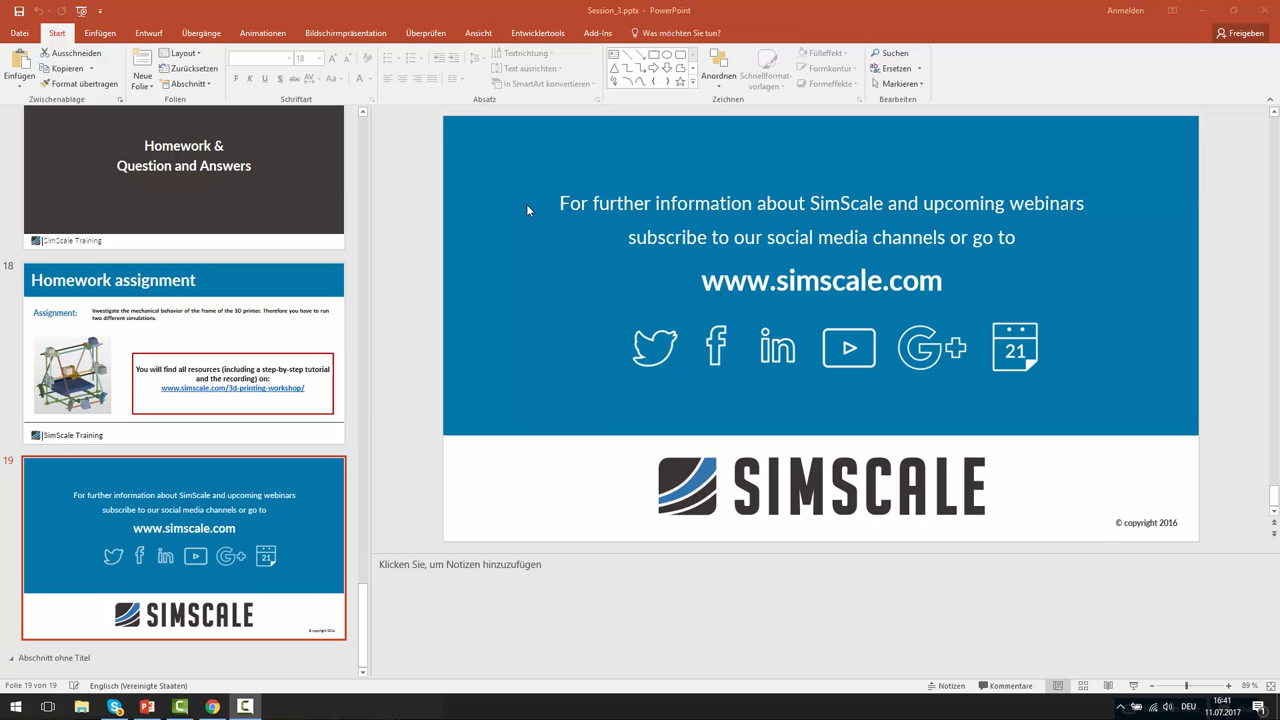 Session_3.pptx - PowerPoint
Anmelden
Datei Start Einfügen Entwurf Übergänge Animationen Bildschirmpräsentation Überprüfen Ansicht Entwicklertools Add-Ins Was möchten Sie tun? Freigeben
Einfügen
Ausschneiden
Kopieren
Format übertragen
Zwischenablage
Neue
Folie
Layout
Zurücksetzen
Abschnitt
Folien
18
F K U S abc AV Aa A
Schriftart
Textrichtung
Text ausrichten
In SmartArt konvertieren
Absatz
Anordnen
Schnellformat-
vorlagen
Fülleffekt
Formkontur
Formeffekte
Zeichnen
Suchen
Ersetzen
Markieren
Bearbeiten
Homework &
Question and Answers
SimScale Training
18
Homework assignment
Assignment:
Investigate the mechanical behavior of the frame of the 3D printer. Therefore you have to run
two different simulations.
You will find all resources (including a step-by-step tutorial
and the recording) on:
www.simscale.com/3d-printing-workshop/
SimScale Training
19
For further information about SimScale and upcoming webinars
subscribe to our social media channels or go to
www.simscale.com
21
SIMSCALE
© copyright 2016
Abschnitt ohne Titel
For further information about SimScale and upcoming webinars
subscribe to our social media channels or go to
www.simscale.com
21
SIMSCALE
© copyright 2016
Klicken Sie, um Notizen hinzuzufügen
Folie 19 von 19 Englisch (Vereinigte Staaten) Notizen Kommentare 89 %
DEU
16:41
11.07.2017